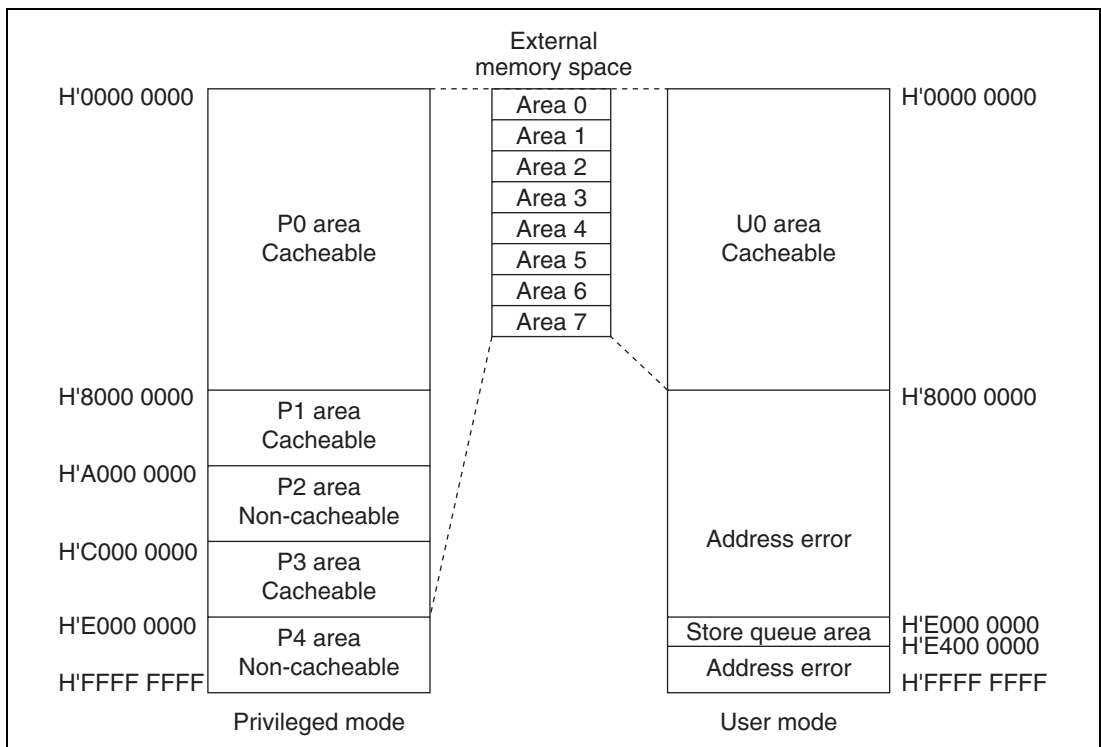 External
memory space
H'0000 0000
Area 0
Area 1
Area 2
Area 3
Area 4
Area 5
Area 6
Area 7
H'0000 0000
P0 area
Cacheable
U0 area
Cacheable
H'8000 0000
H'8000 0000
P1 area
Cacheable
H'A000 0000
P2 area
Non-cacheable
H'C000 0000
P3 area
Cacheable
Address error
H'E000 0000
P4 area
Non-cacheable
H'FFFF FFFF
Store queue area
H'E000 0000
H'E400 0000
Address error
H'FFFF FFFF
Privileged mode
User mode